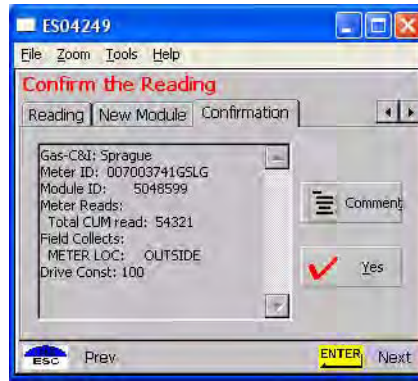 ES04249
File Zoom Tools Help
Confirm the Reading
Reading New Module Confirmation
Gas-C&I: Sprague
Meter ID: 007003741GSLG
Module ID: 5048599
Meter Reads:
Total CUM read: 54321
Field Collects:
METER LOC: OUTSIDE
Drive Const: 100
Comment
Yes
ESC Prev
ENTER Next